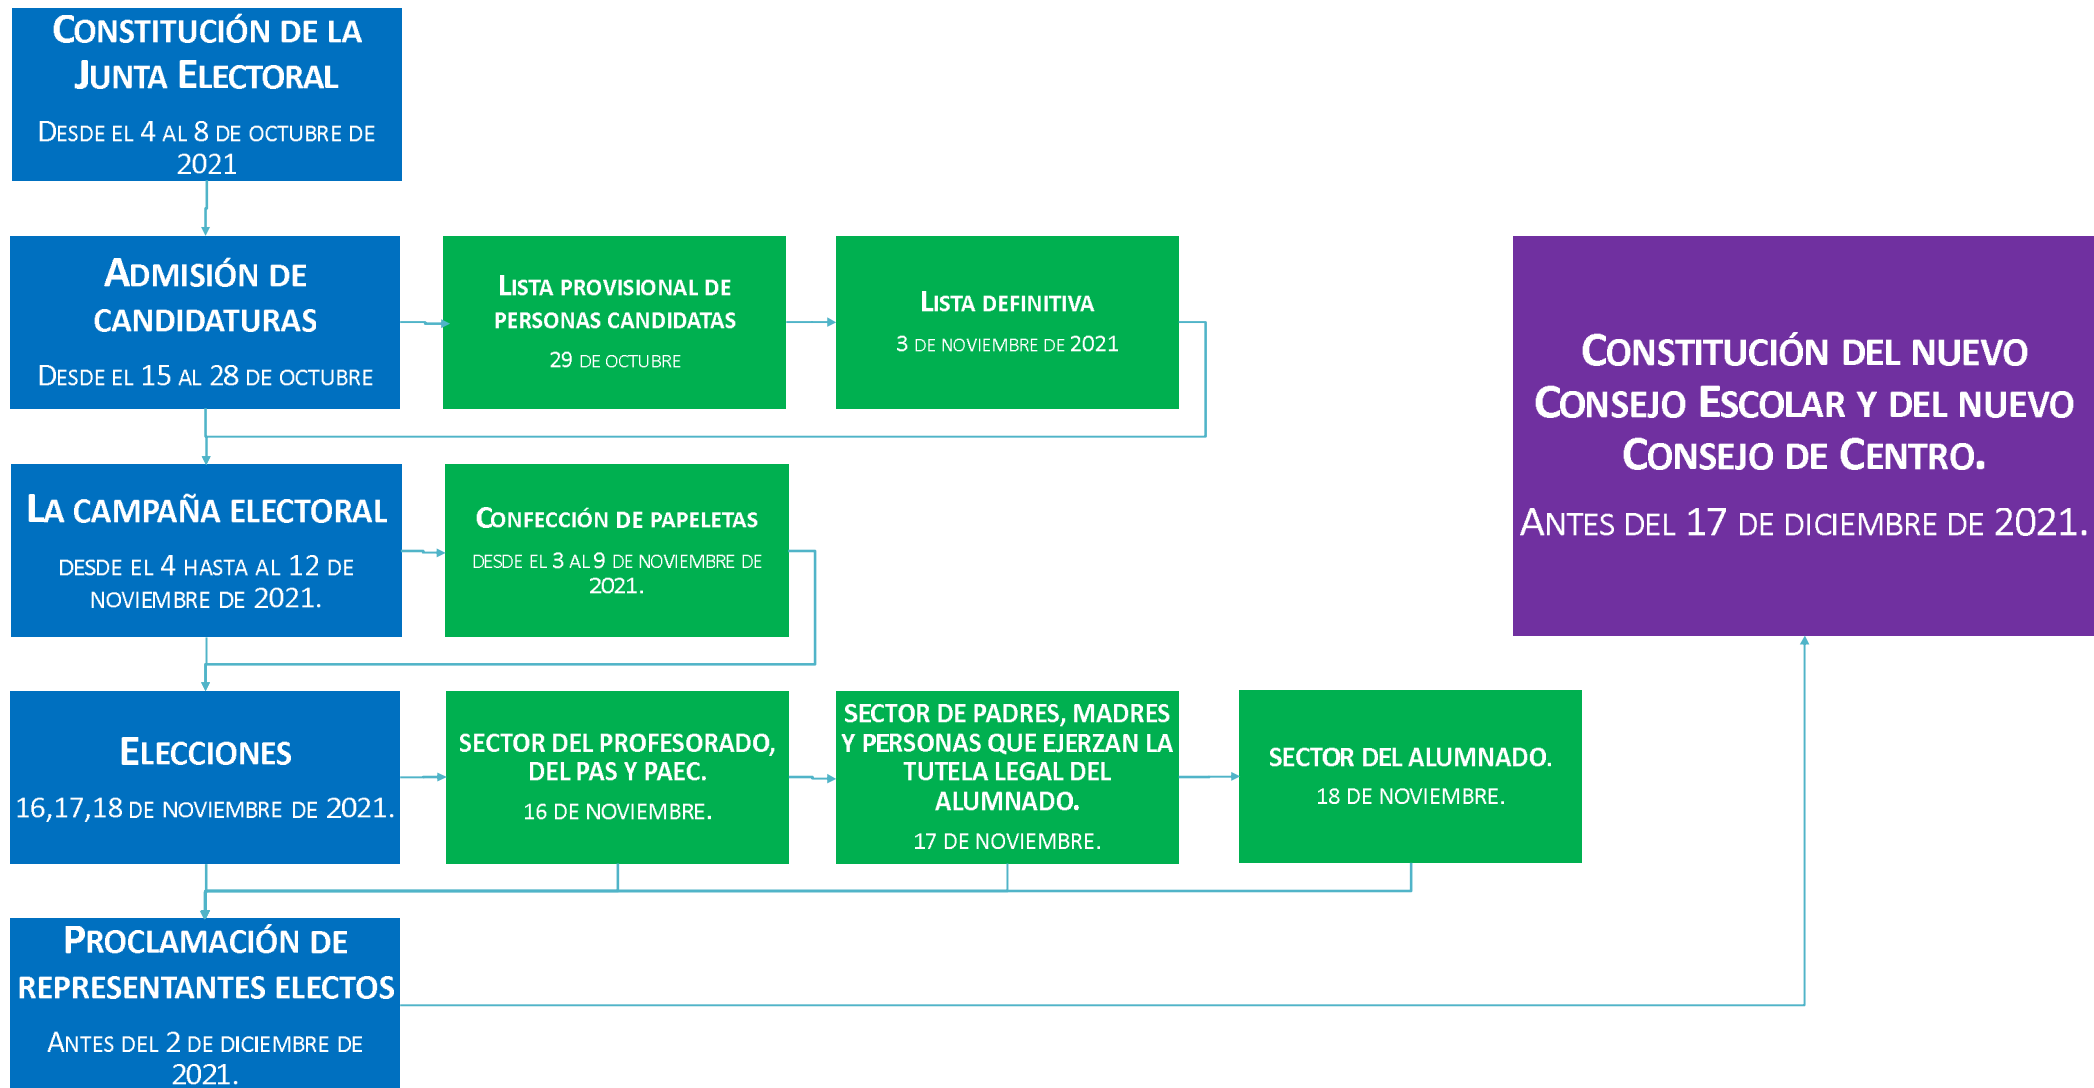 Constitución de la
Junta Electoral
Desde el 4 al 8 de octubre de
2021
Admisión de
candidaturas
Desde el 15 al 28 de octubre
Lista provisional de
personas candidatas
29 de octubre
Lista definitiva
3 de noviembre de 2021
Constitución del nuevo
Consejo Escolar y del nuevo
Consejo de Centro.
Antes del 17 de diciembre de 2021.
La campaña electoral
desde el 4 hasta al 12 de
noviembre de 2021.
Confección de papeletas
desde el 3 al 9 de noviembre de
2021.
Elecciones
16,17,18 de noviembre de 2021.
SECTOR DEL PROFESORADO,
DEL PAS Y PAEC.
16 DE NOVIEMBRE.
SECTOR DE PADRES, MADRES
Y PERSONAS QUE EJERZAN LA
TUTELA LEGAL DEL
ALUMNADO.
17 DE NOVIEMBRE.
SECTOR DEL ALUMNADO.
18 DE NOVIEMBRE.
Proclamación de
representantes electos
Antes del 2 de diciembre de
2021.